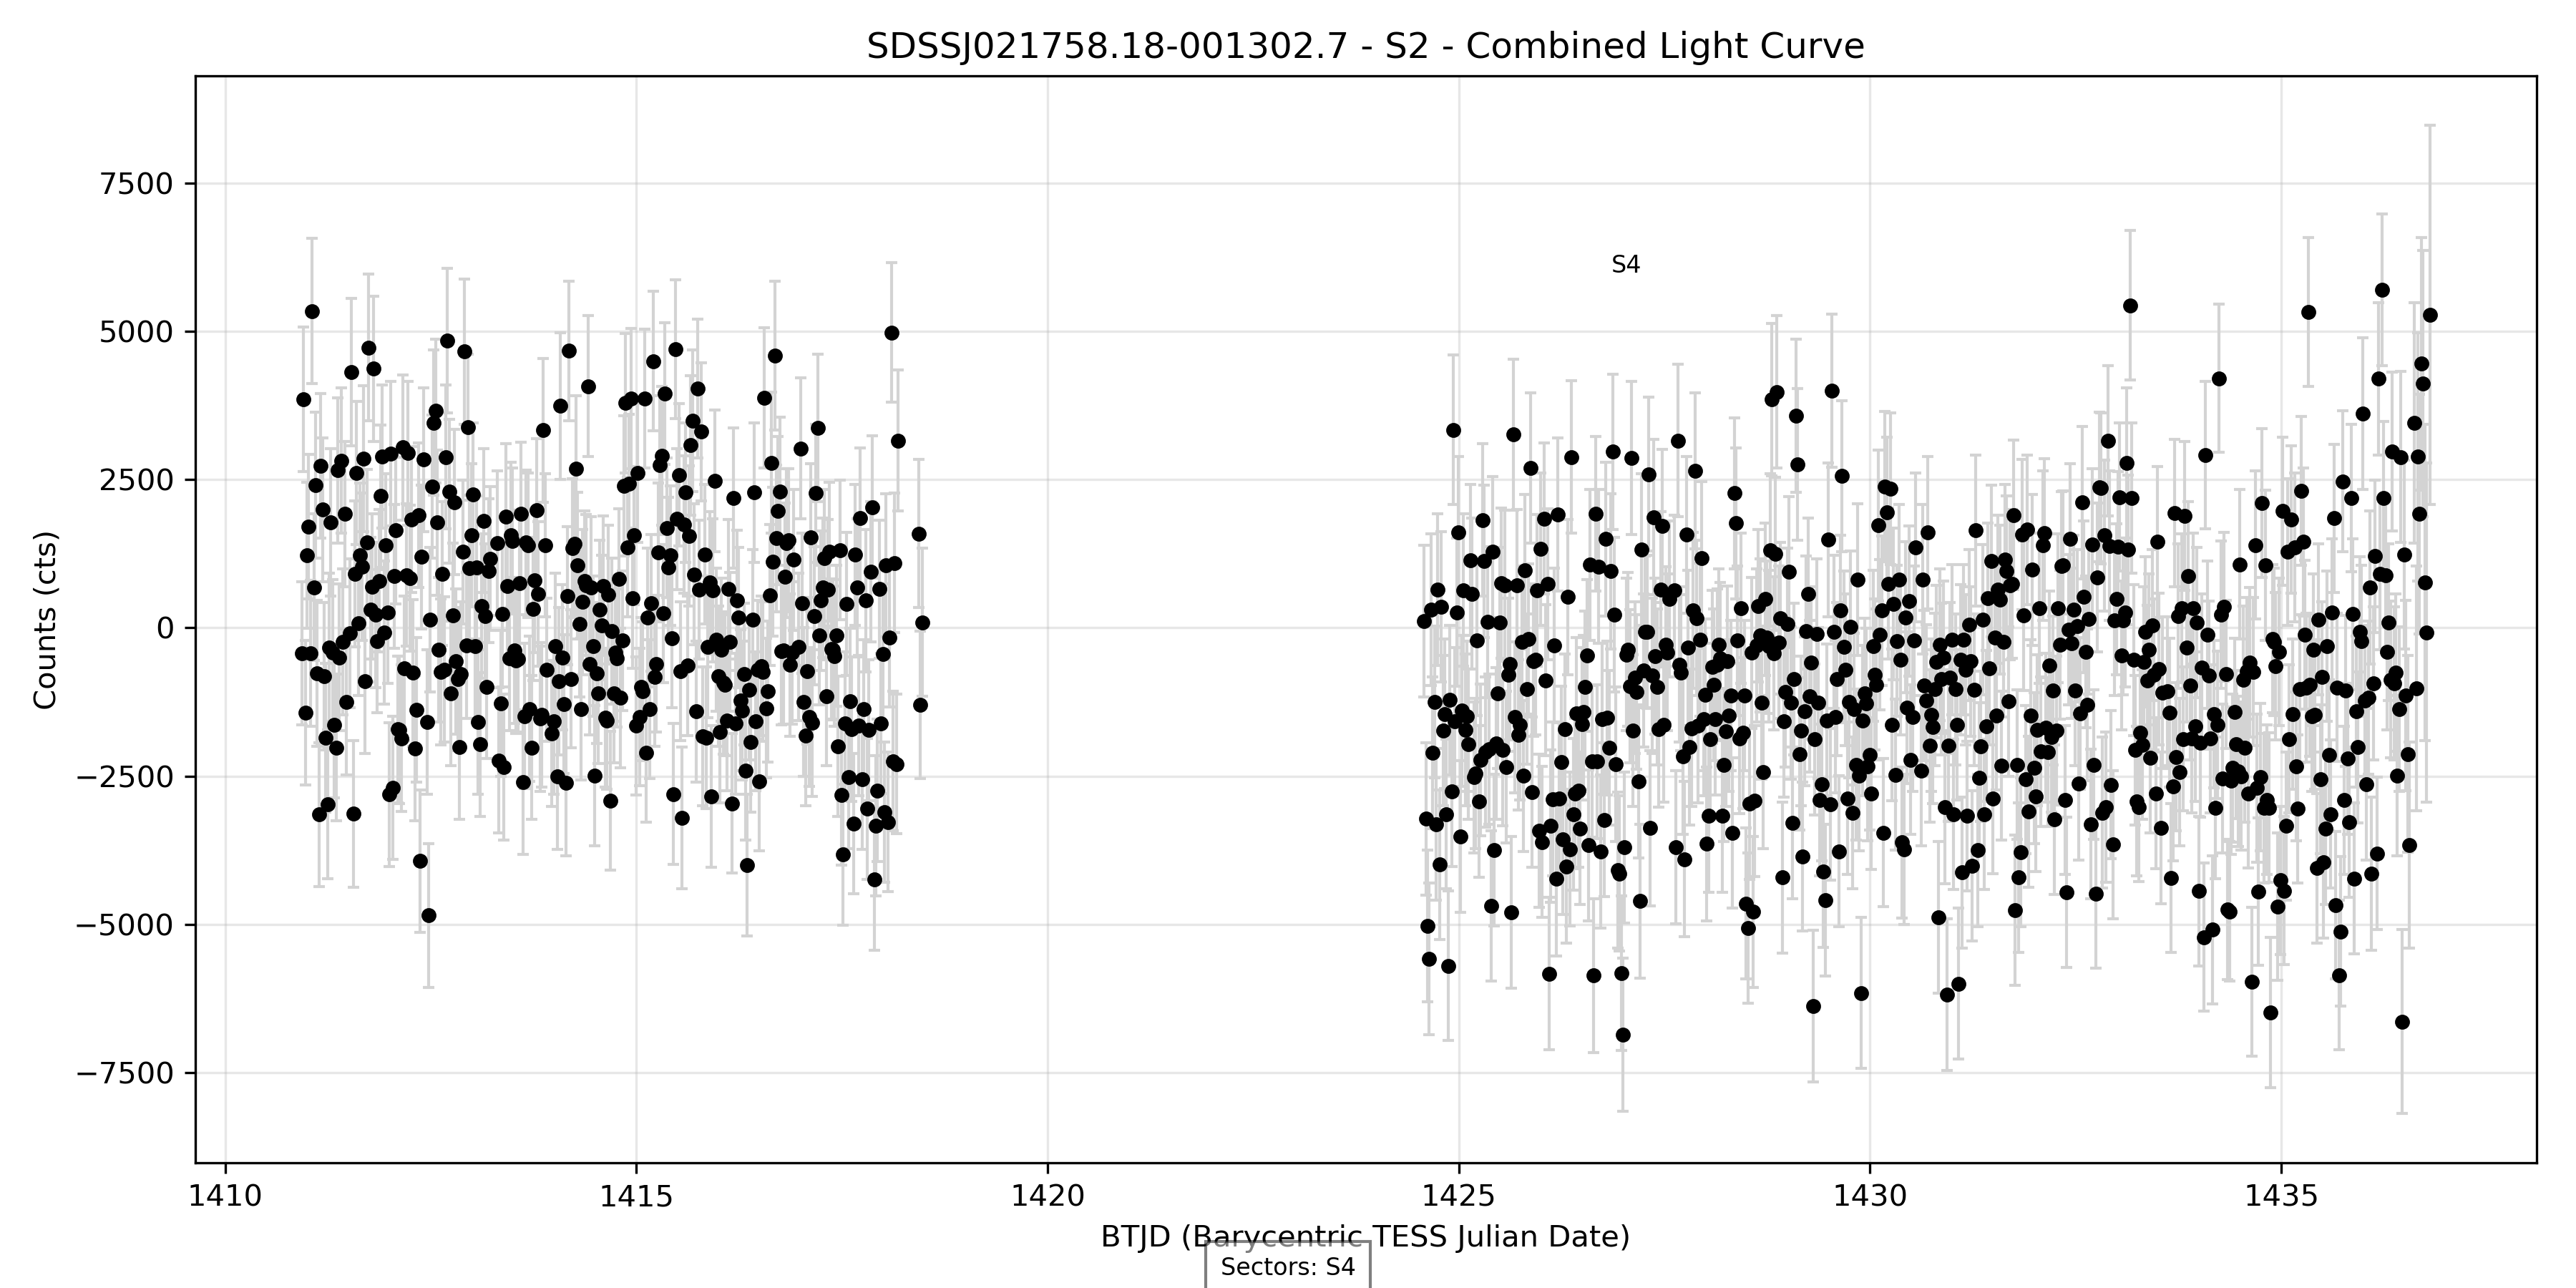 SDSSJ021758.18-001302.7 - S2 - Combined Light Curve
Counts (cts)
7500
5000
2500
0
−2500
−5000
−7500
S4
1410 1415 1420 1425 1430 1435
BTJD (Barycentric TESS Julian Date)
Sectors: S4